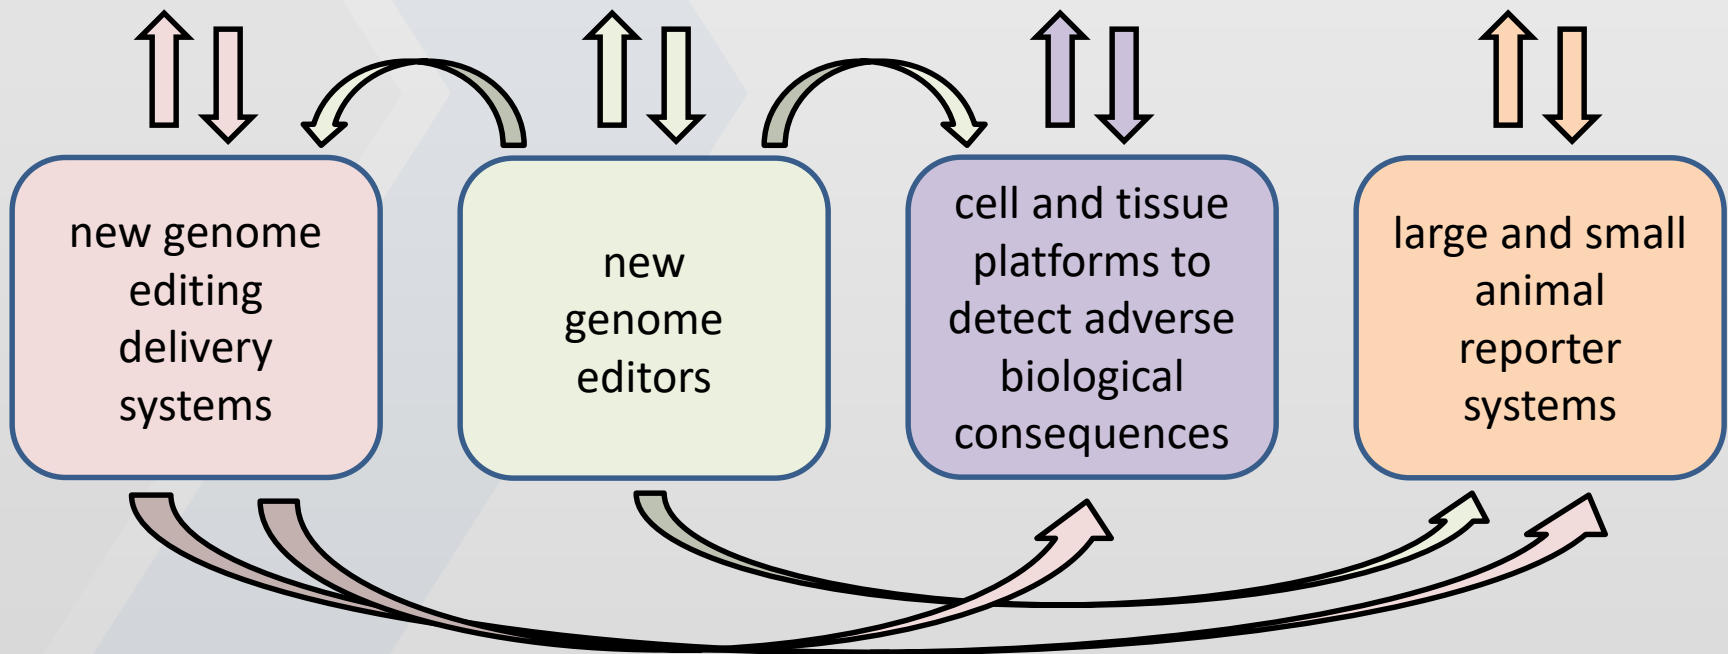 new genome
editing
delivery
systems
new
genome
editors
cell and tissue
platforms to
detect adverse
biological
consequences
large and small
animal
reporter
systems